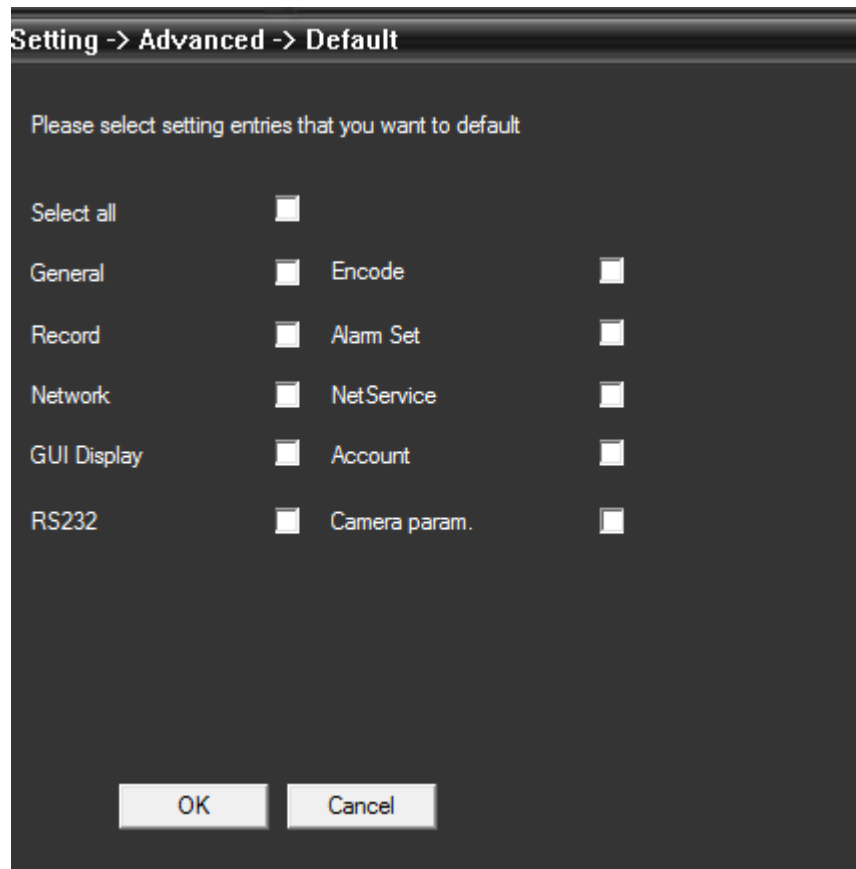 Setting -> Advanced -> Default
Please select setting entries that you want to default
Select all
General Encode
Record Alarm Set
Network NetService
GUI Display Account
RS232 Camera param.
OK Cancel